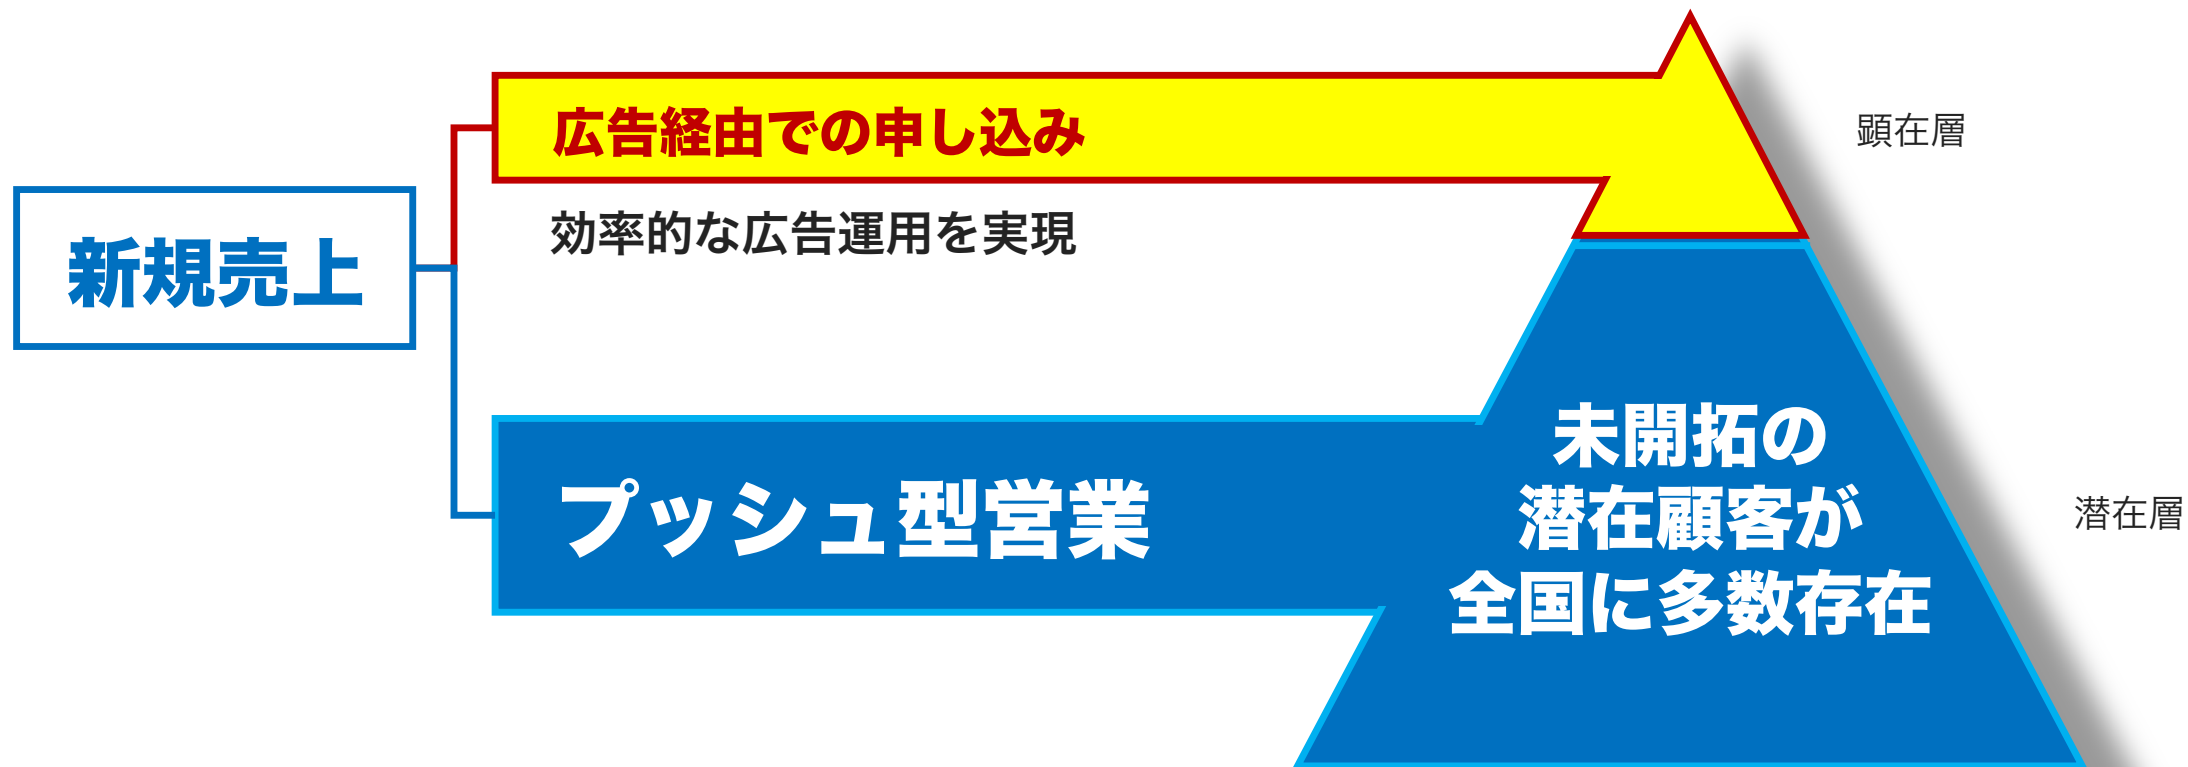 新規売上
広告経由での申し込み
効率的な広告運用を実現
顕在層
プッシュ型営業
未開拓の
潜在顧客が
全国に多数存在
潜在層